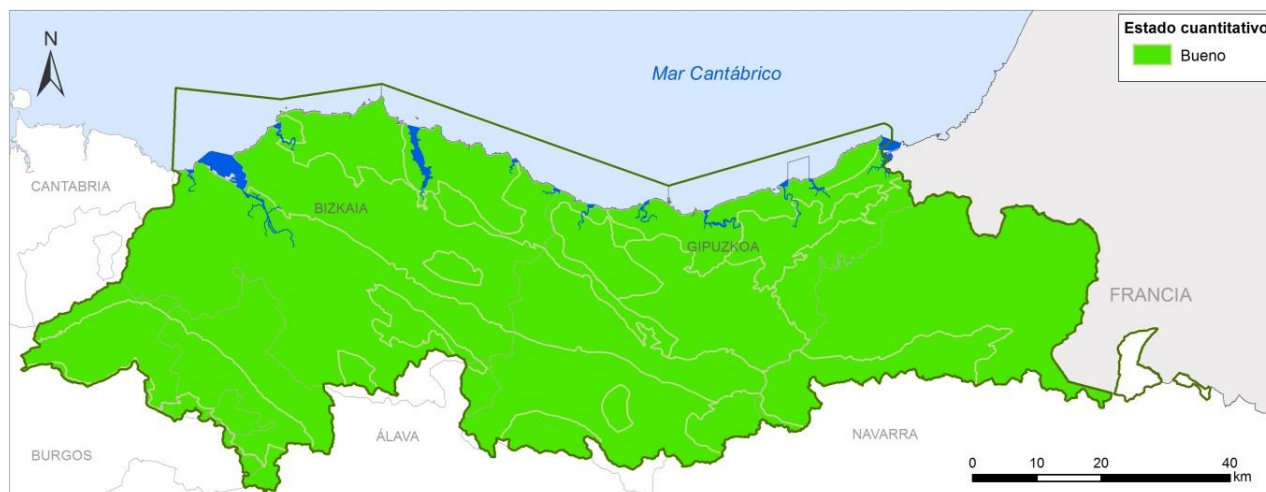 Estado cuantitativo
Bueno
N
Mar Cantábrico
CANTABRIA
BIZKAIA
GIPUZKOA
FRANCIA
ÁLAVA
NAVARRA
BURGOS
0 10 20 40
km